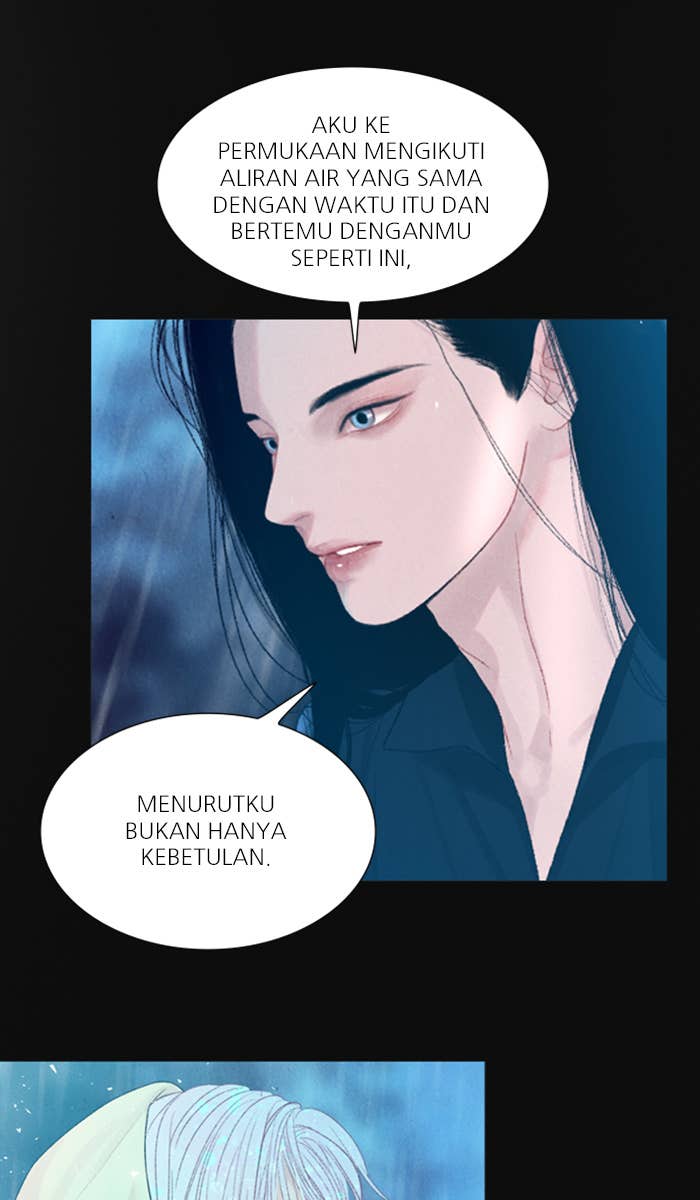 AKU KE
PERMUKAAN MENGIKUTI
ALIRAN AIR YANG SAMA
DENGAN WAKTU ITU DAN
BERTEMU DENGANMU
SEPERTI INI,
MENURUTKU
BUKAN HANYA
KEBETULAN.